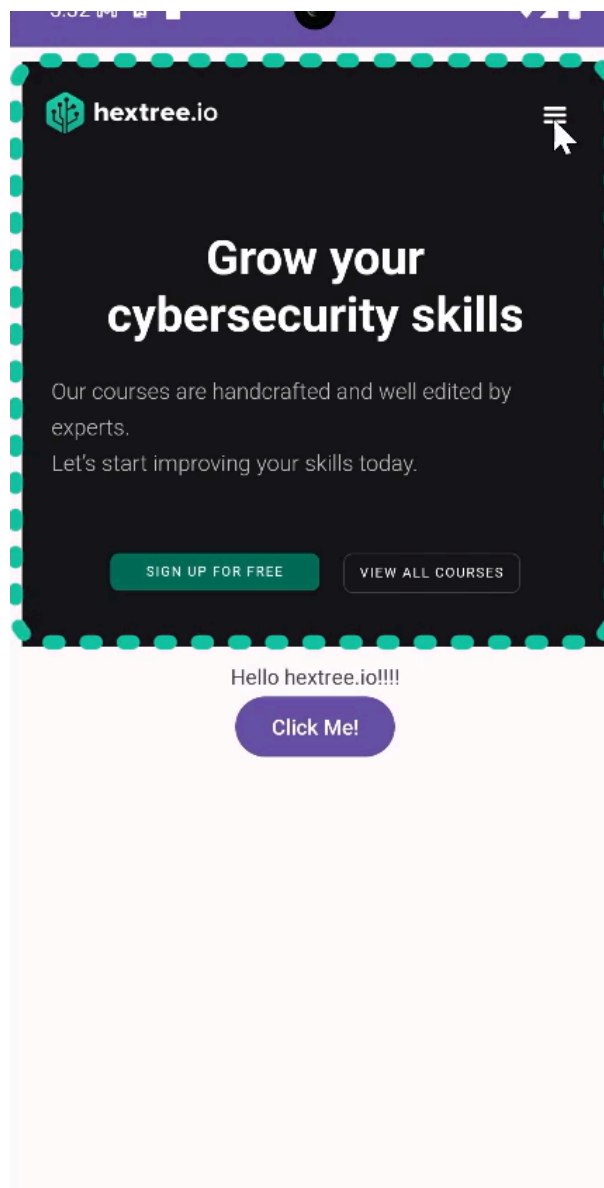 hextree.io
Grow your
cybersecurity skills
Our courses are handcrafted and well edited by
experts.
Let's start improving your skills today.
SIGN UP FOR FREE
VIEW ALL COURSES
Hello hextree.io!!!!
Click Me!